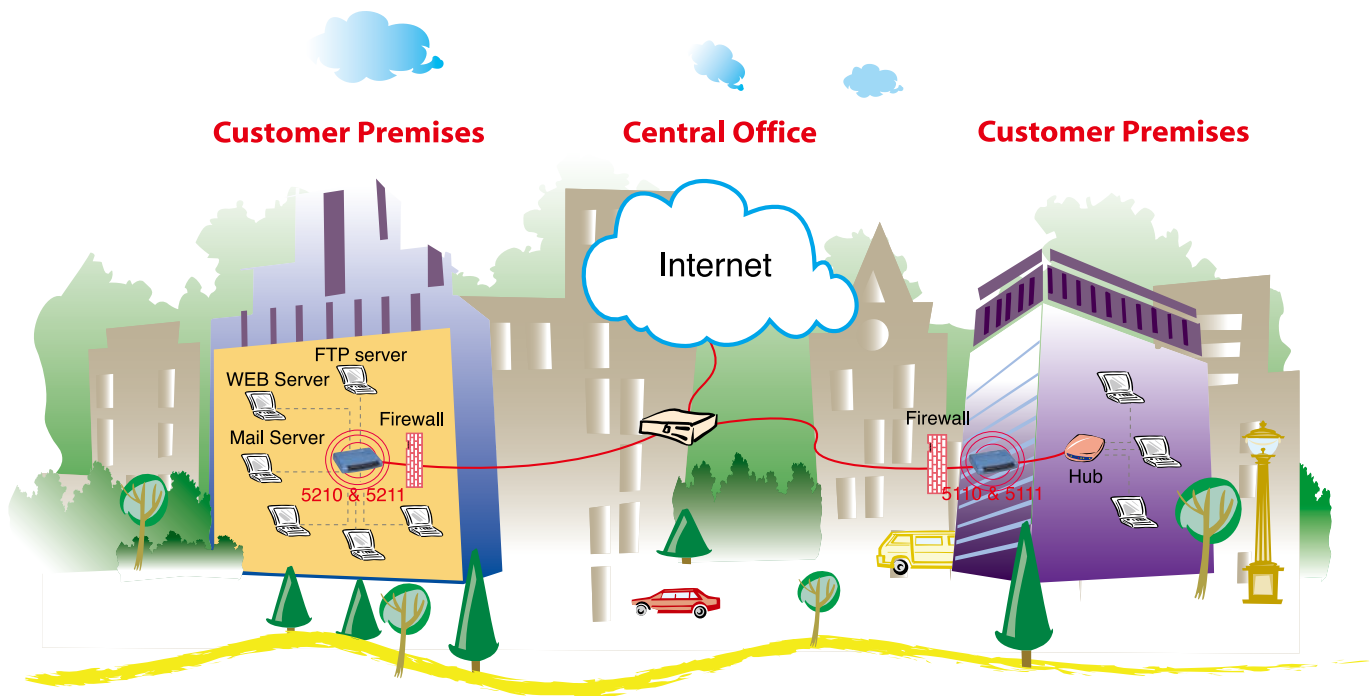 Customer Premises
Central Office
Customer Premises
Internet
FTP server
WEB Server
Firewall
Mail Server
5210 & 5211
Firewall
Hub
5110 & 5111